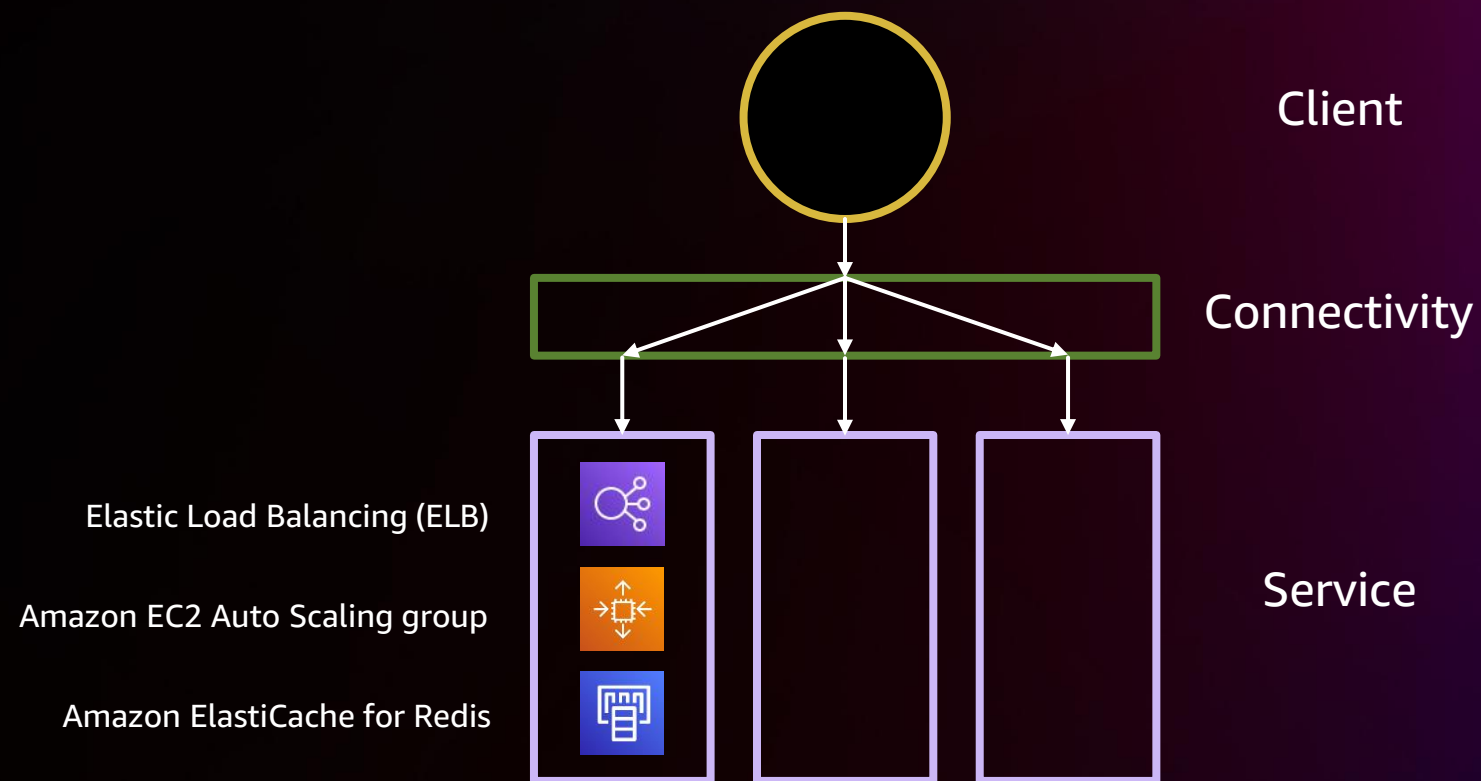 Client
Connectivity
Elastic Load Balancing (ELB)
Amazon EC2 Auto Scaling group
Service
Amazon ElastiCache for Redis